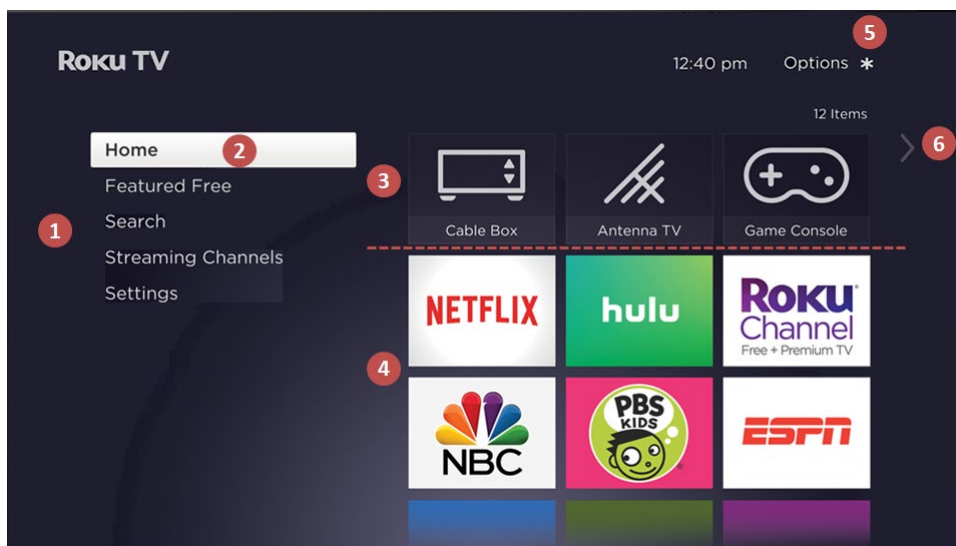 5
Roku TV
12:40 pm
Options *
12 Items
Home
2
6
Featured Free
3
Search
1
Cable Box
Antenna TV
Game Console
Streaming Channels
Settings
NETFLIX
hulu
Roku
Channel
Free + Premium TV
4
NBC
PBS
KIDS
ESPN